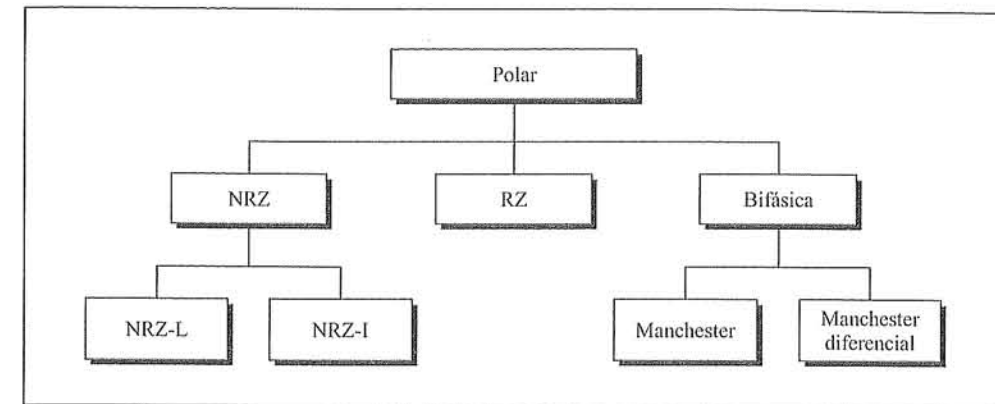 Polar
NRZ
RZ
Bifásica
NRZ-L
NRZ-I
Manchester
Manchester
diferencial